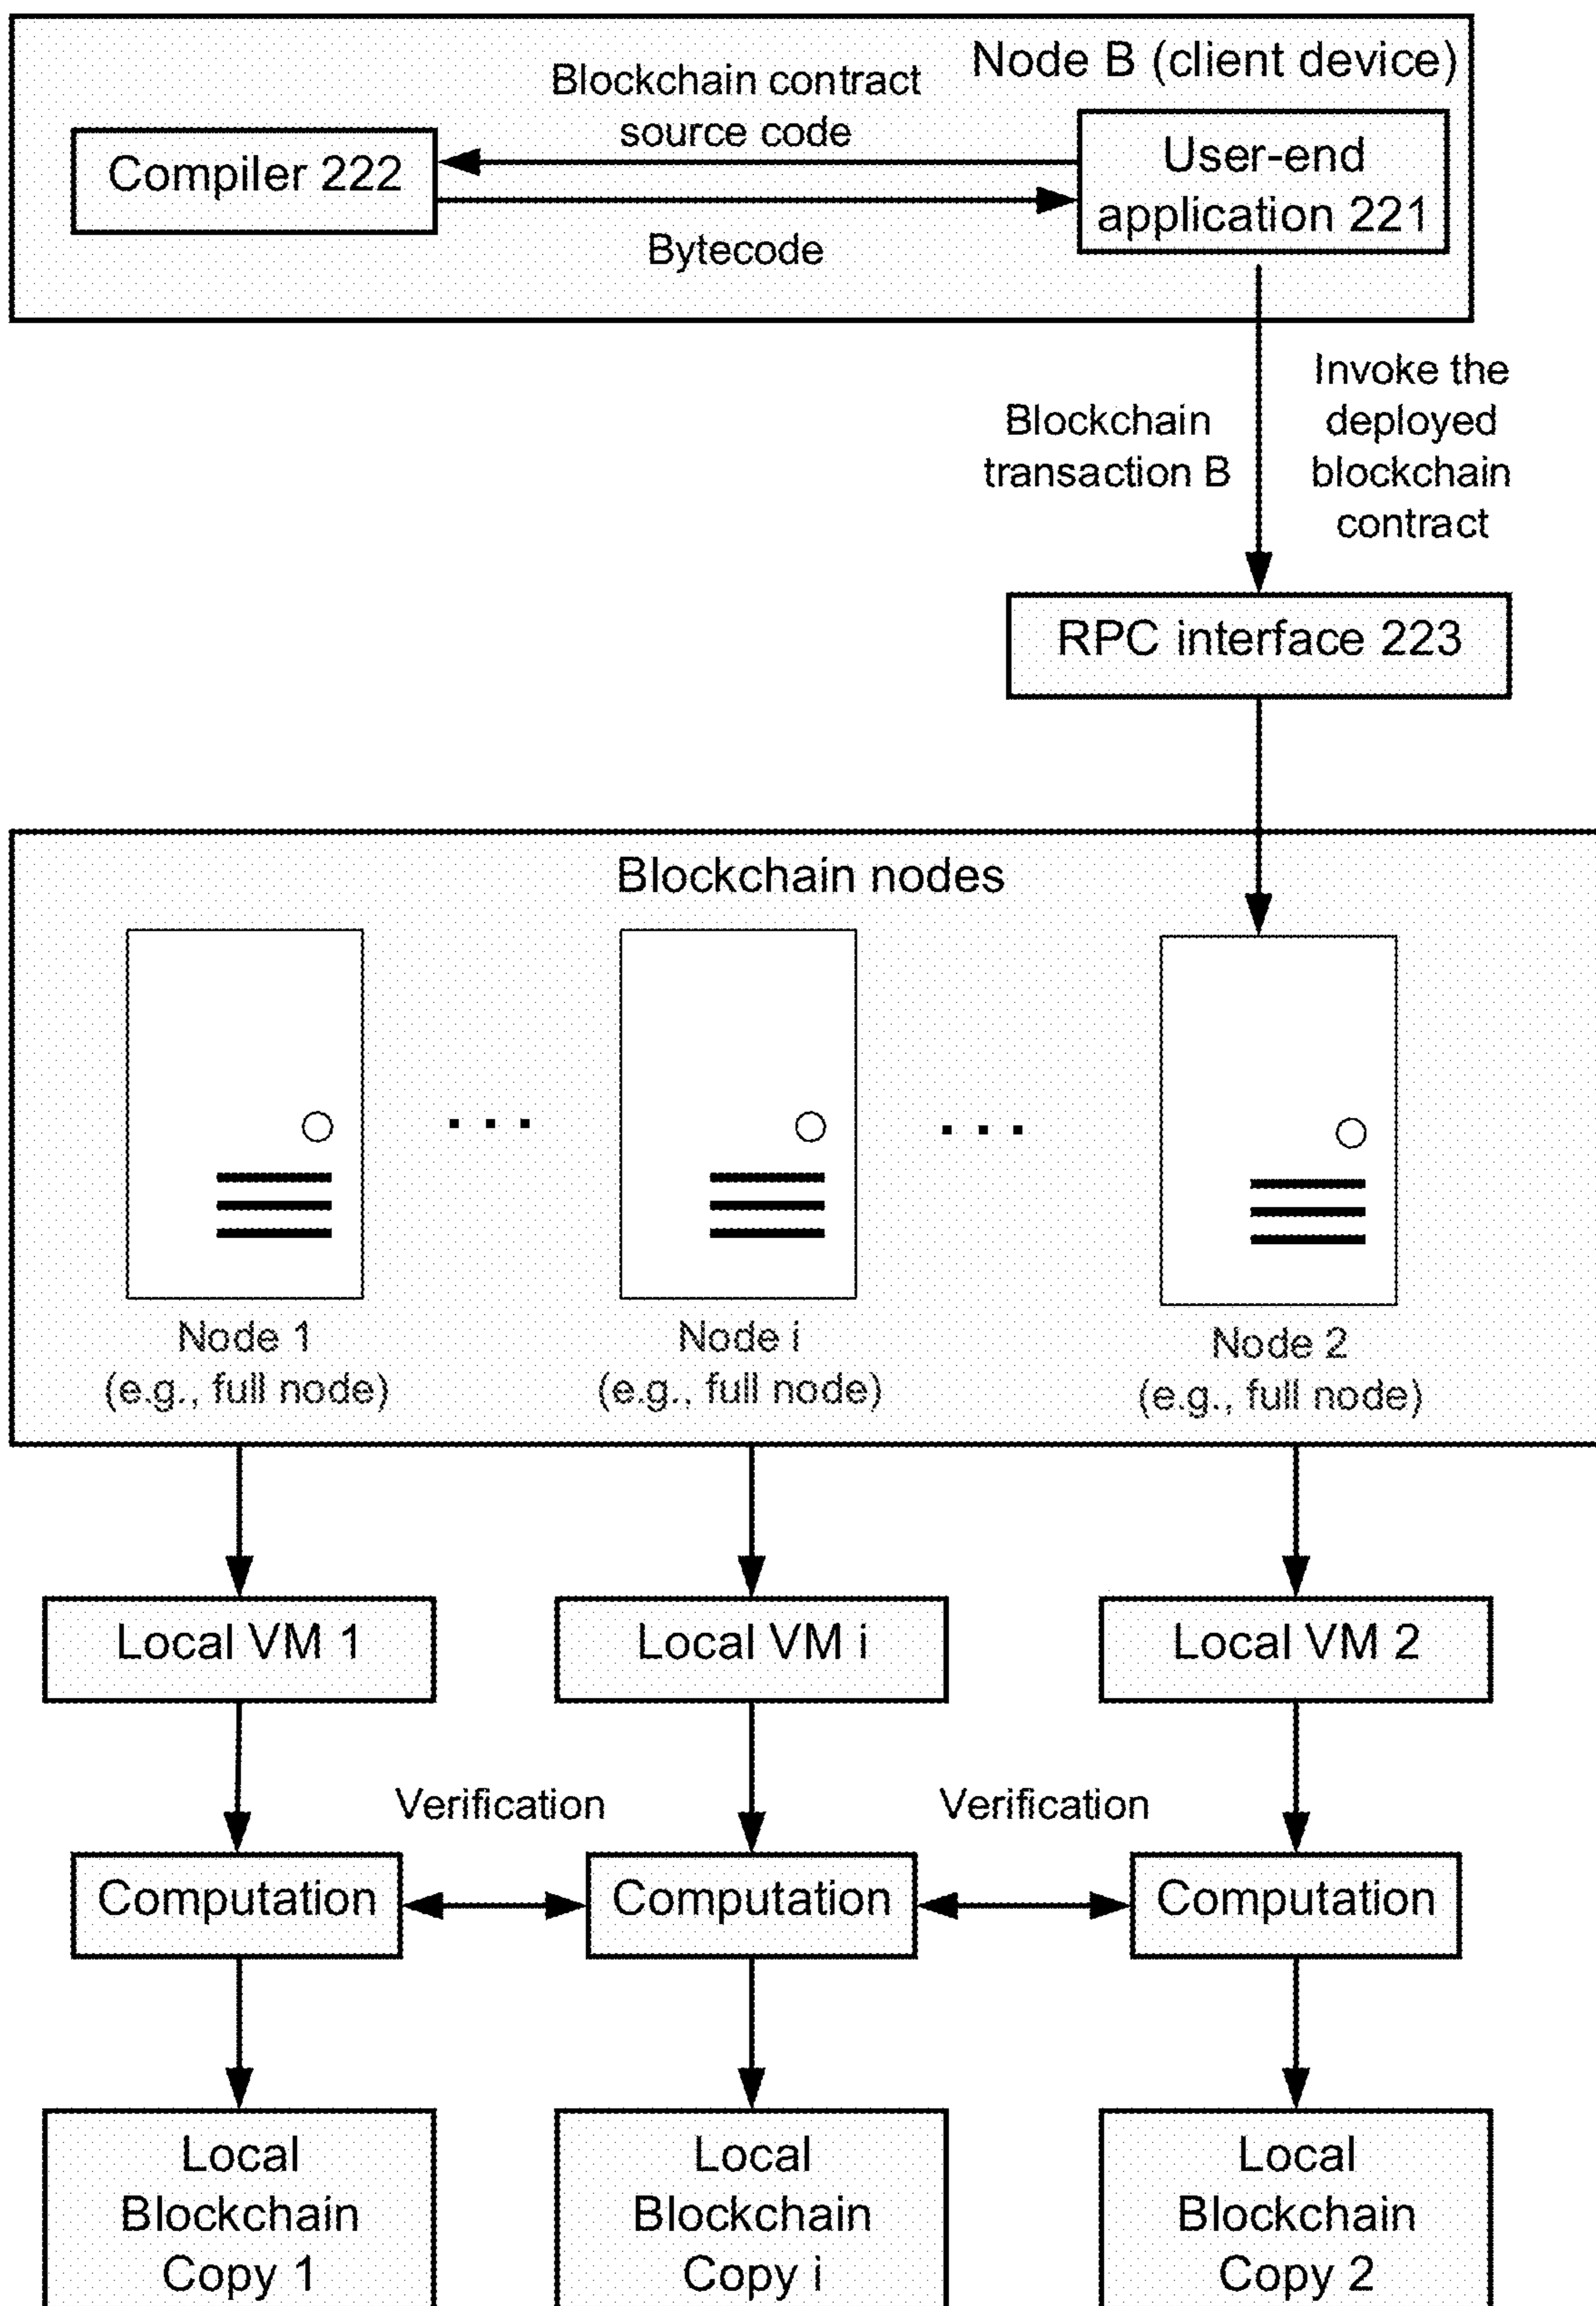 Node B (client device)
Blockchain contract
source code
Compiler 222
User-end
application 221
Bytecode
Blockchain
transaction B
Invoke the
deployed
blockchain
contract
RPC interface 223
Blockchain nodes
. . .
. . .
Node 1
(e.g., full node)
Node i
(e.g., full node)
Node 2
(e.g., full node)
Local VM 1
Local VM i
Local VM 2
Verification
Verification
Computation
Computation
Computation
Local
Blockchain
Copy 1
Local
Blockchain
Copy i
Local
Blockchain
Copy 2